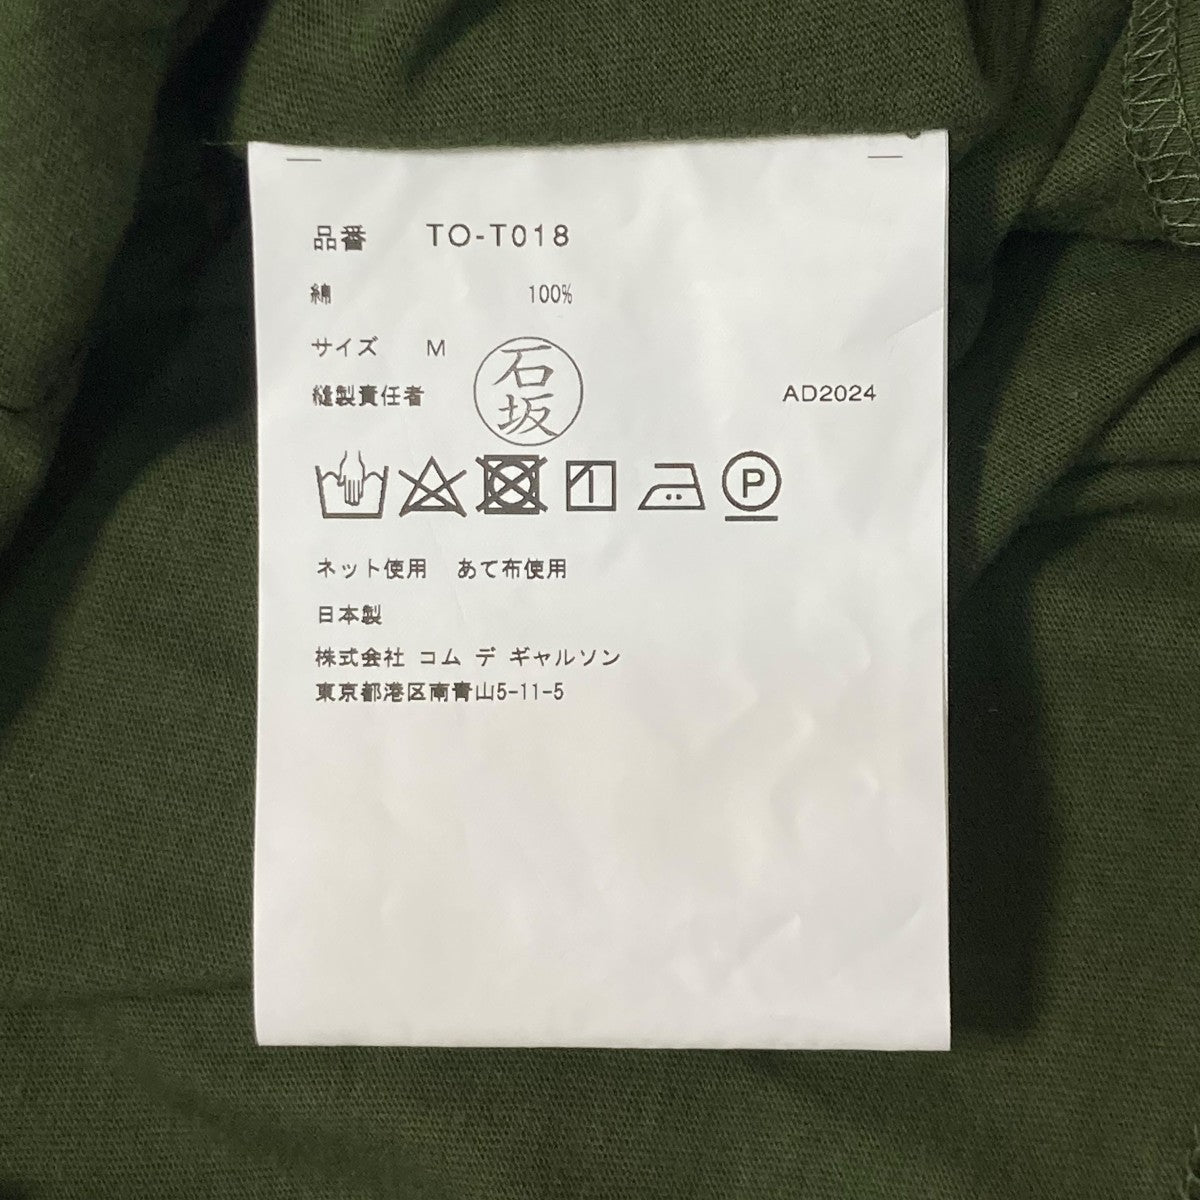 品番 TO-T018
綿 100%
サイズ M
縫製責任者 石坂 AD2024
P
ネット使用 あて布使用
日本製
株式会社 コム デ ギャルソン
東京都港区南青山5-11-5